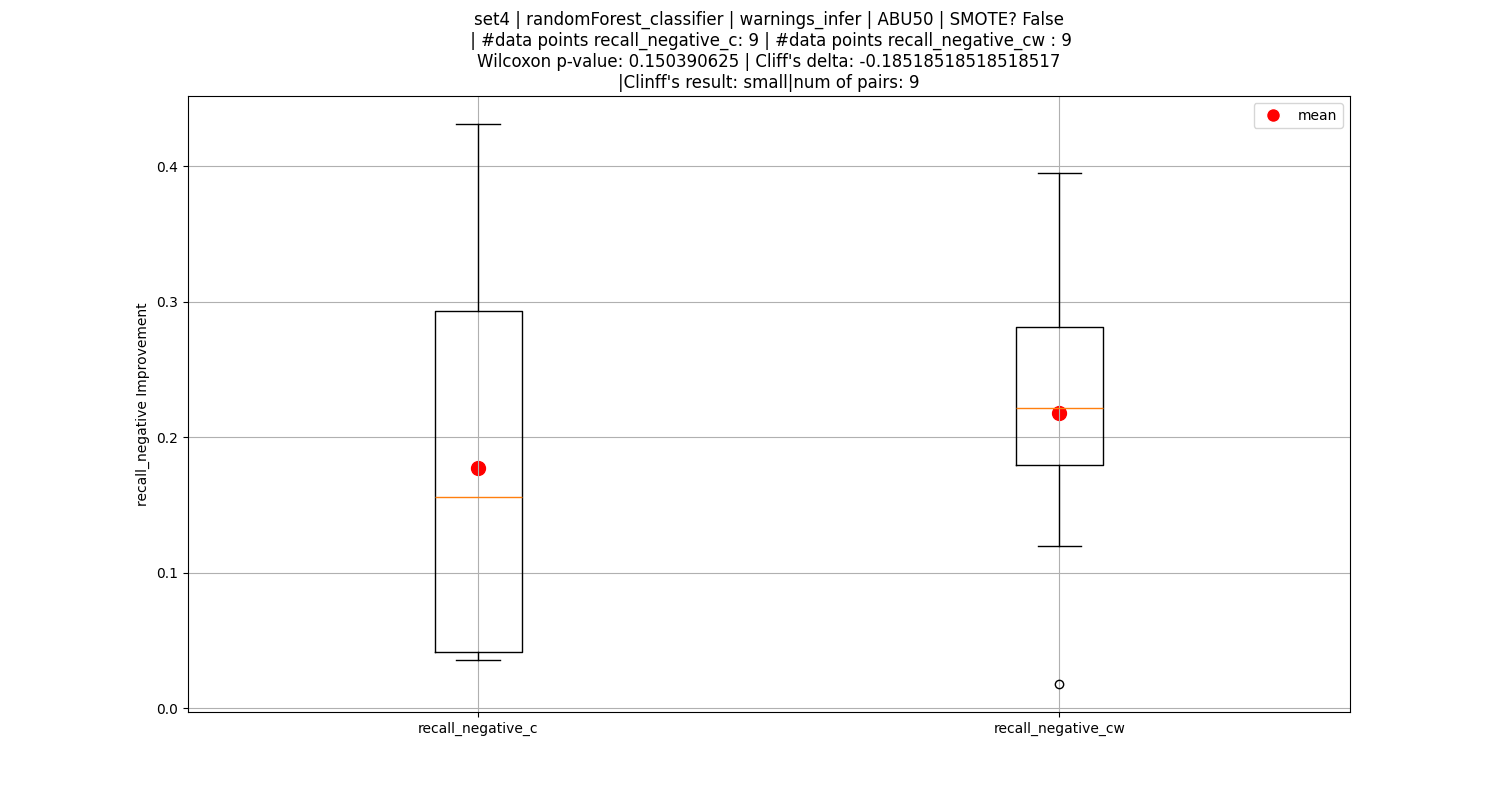 set4 | randomForest_classifier | warnings_infer | ABU50 | SMOTE? False
| #data points recall_negative_c: 9 | #data points recall_negative_cw : 9
Wilcoxon p-value: 0.150390625 | Cliff's delta: -0.18518518518518517
|Clinff's result: small|num of pairs: 9
mean
recall_negative Improvement
0.4
0.3
0.2
0.1
0.0
recall_negative_c
recall_negative_cw